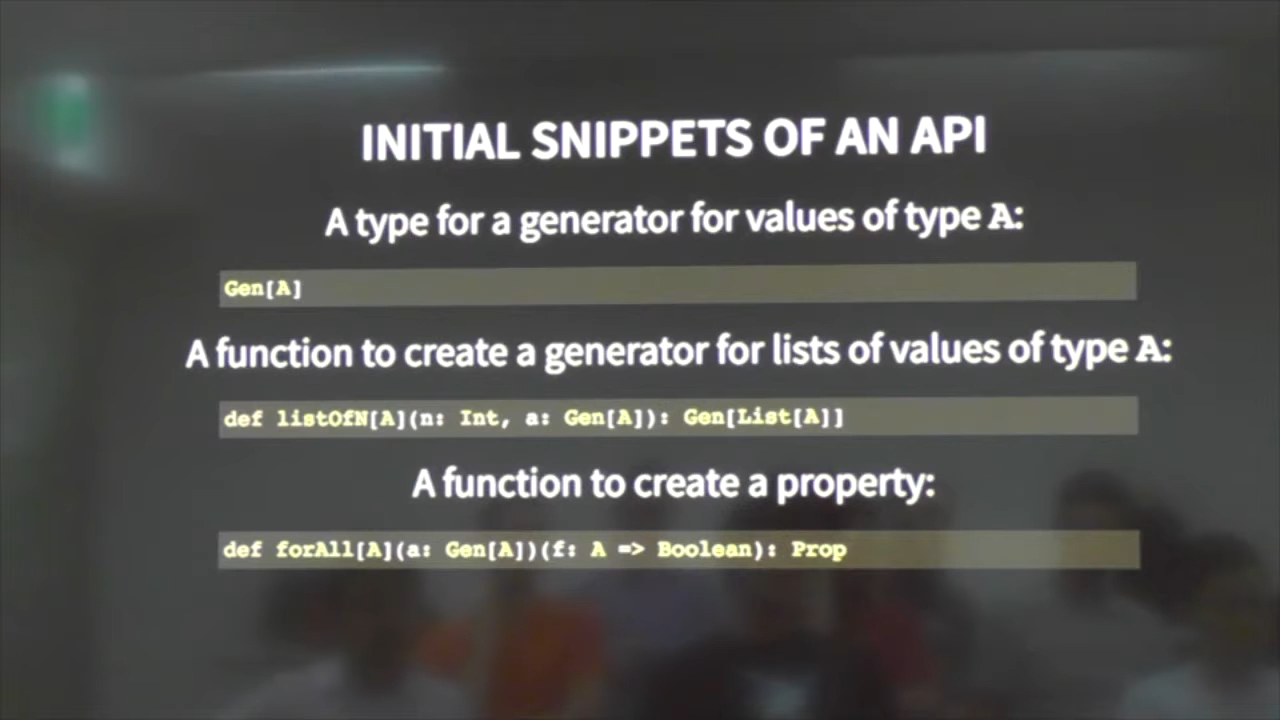 INITIAL SNIPPETS OF AN API
A type for a generator for values of type A:
Gen[A]
A function to create a generator for lists of values of type A:
def listOfN[A](n: Int, a: Gen[A]): Gen[List[A]]
A function to create a property:
def forAll[A](a: Gen[A])(f: A => Boolean): Prop